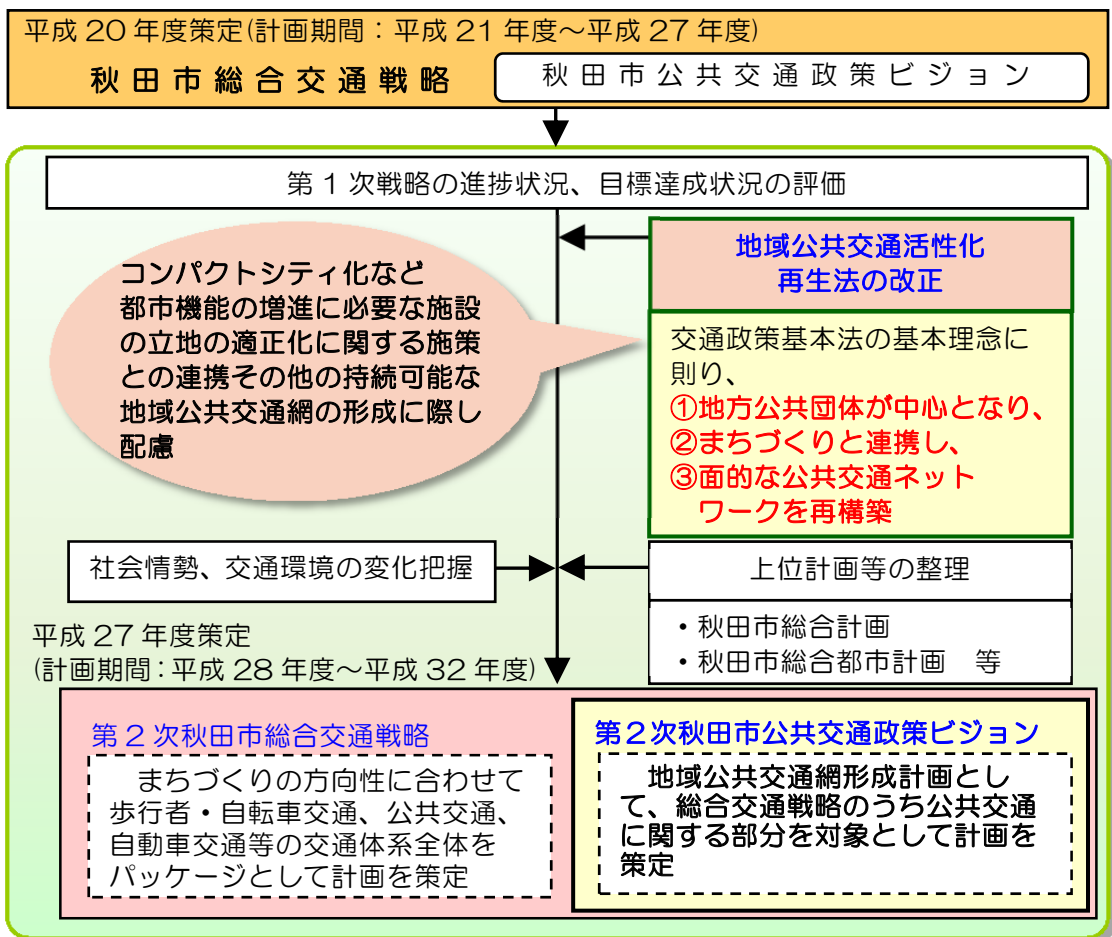 平成 20 年度策定(計画期間：平成 21 年度～平成 27 年度)
秋田市総合交通戦略
秋田市公共交通政策ビジョン
第 1 次戦略の進捗状況、目標達成状況の評価
地域公共交通活性化
再生法の改正
コンパクトシティ化など
都市機能の増進に必要な施設
の立地の適正化に関する施策
との連携その他の持続可能な
地域公共交通網の形成に際し
配慮
交通政策基本法の基本理念に
則り、
①地方公共団体が中心となり、
②まちづくりと連携し、
③面的な公共交通ネット
ワークを再構築
社会情勢、交通環境の変化把握
上位計画等の整理
・秋田市総合計画
・秋田市総合都市計画　等
平成 27 年度策定
(計画期間：平成 28 年度～平成 32 年度)
第 2 次秋田市総合交通戦略
まちづくりの方向性に合わせて
歩行者・自転車交通、公共交通、
自動車交通等の交通体系全体を
パッケージとして計画を策定
第２次秋田市公共交通政策ビジョン
地域公共交通網形成計画とし
て、総合交通戦略のうち公共交通
に関する部分を対象として計画を
策定